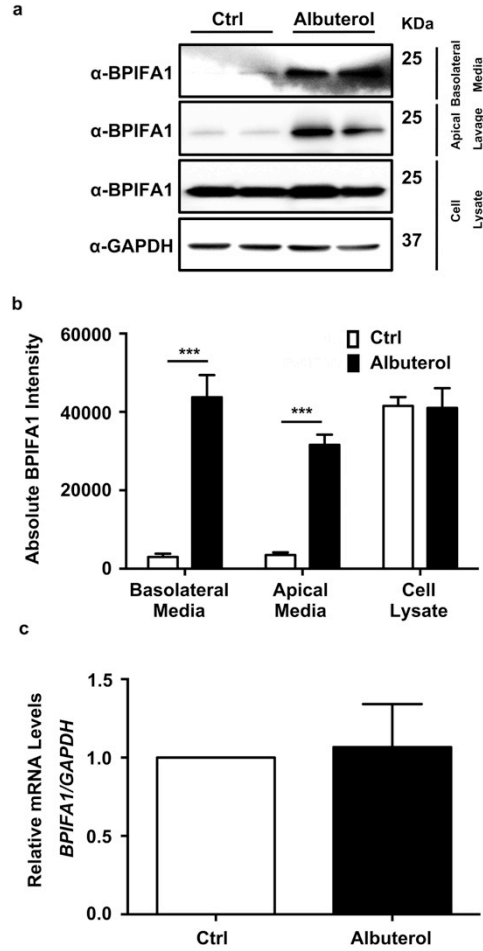 a
Ctrl
Albuterol
KDa
α-BPIFA1
25
Basolateral
Media
α-BPIFA1
25
Apical
Lavage
α-BPIFA1
25
α-GAPDH
37
Cell
Lysate
b
Absolute BPIFA1 Intensity
60000
40000
20000
0
***
***
Ctrl
Albuterol
Basolateral
Media
Apical
Media
Cell
Lysate
c
Relative mRNA Levels
BPIFA1/GAPDH
1.5
1.0
0.5
0.0
Ctrl
Albuterol